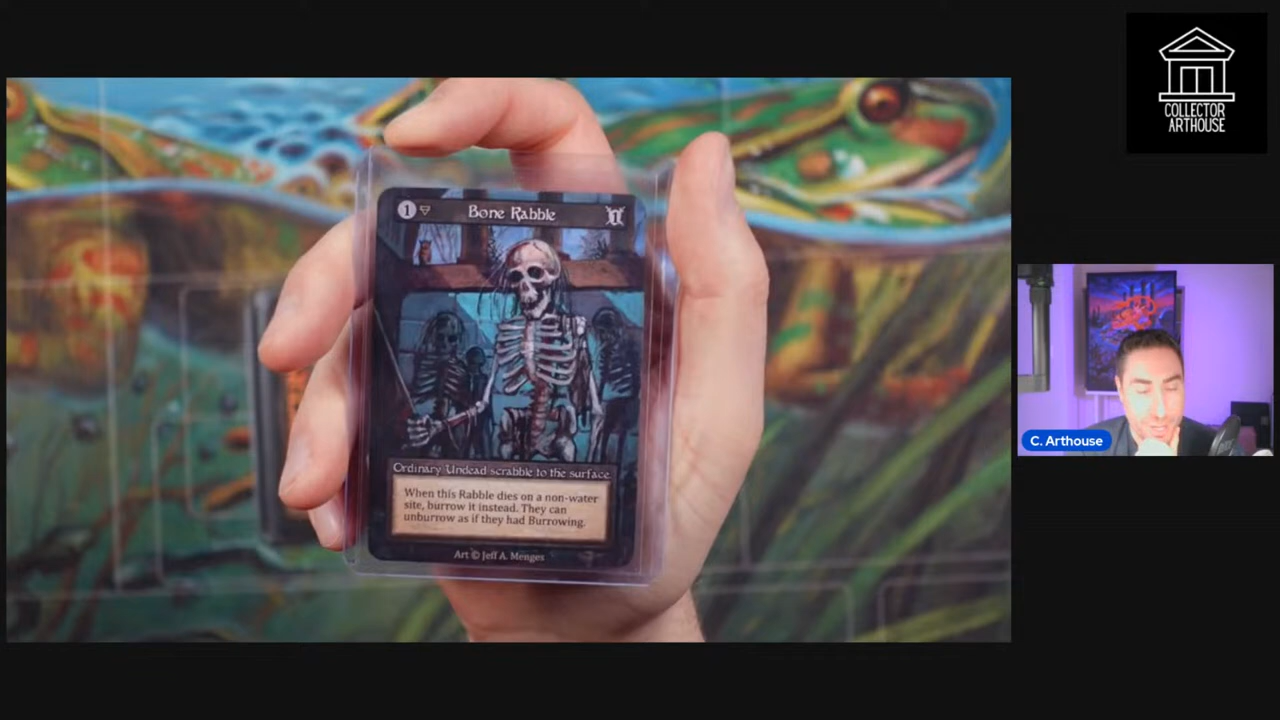 COLLECTOR
ARTHOUSE
1 Bone Rabble 1
Ordinary Undead scrabble to the surface.
When this Rabble dies on a non-water
site, burrow it instead. They can
unburrow as if they had Burrowing.
Art © Jeff A. Menges
C. Arthouse